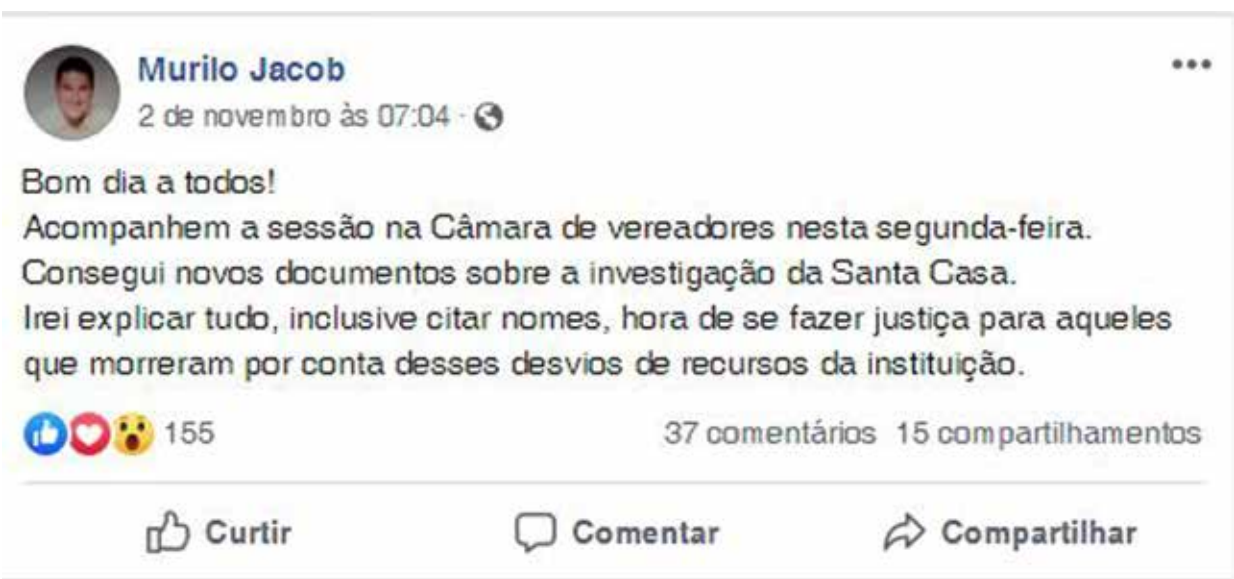 Murilo Jacob
2 de novembro às 07:04 ·
Bom dia a todos!
Acompanhem a sessão na Câmara de vereadores nesta segunda-feira.
Consegui novos documentos sobre a investigação da Santa Casa.
Irei explicar tudo, inclusive citar nomes, hora de se fazer justiça para aqueles
que morreram por conta desses desvios de recursos da instituição.
155 37 comentários 15 compartilhamentos
Curtir Comentar Compartilhar